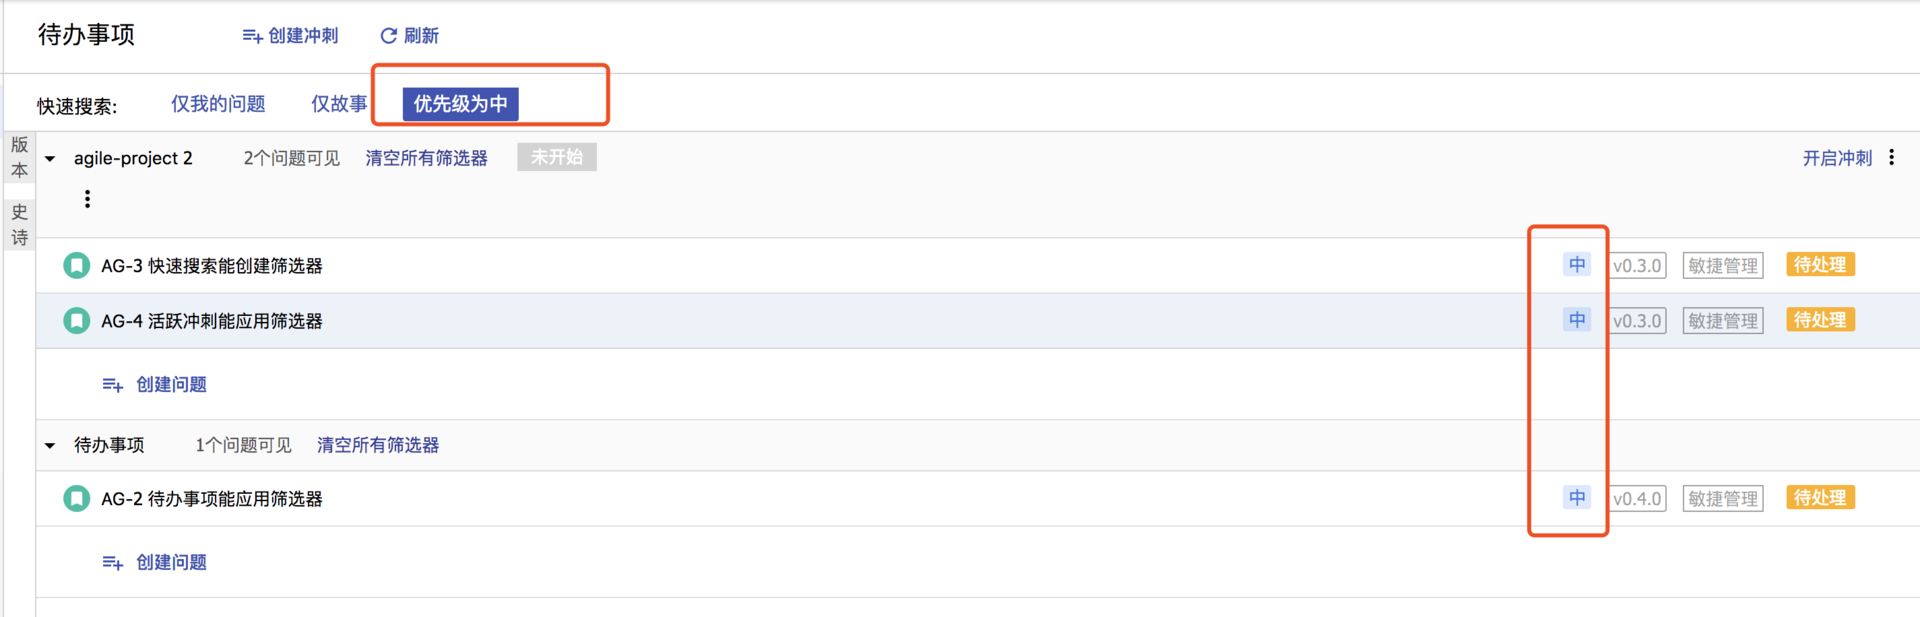 待办事项 创建冲刺 刷新
快速搜索: 仅我的问题 仅故事 优先级为中
版本
史诗
agile-project 2 2个问题可见 清空所有筛选器 未开始 开启冲刺
AG-3 快速搜索能创建筛选器 中 v0.3.0 敏捷管理 待处理
AG-4 活跃冲刺能应用筛选器 中 v0.3.0 敏捷管理 待处理
创建问题
待办事项 1个问题可见 清空所有筛选器
AG-2 待办事项能应用筛选器 中 v0.4.0 敏捷管理 待处理
创建问题